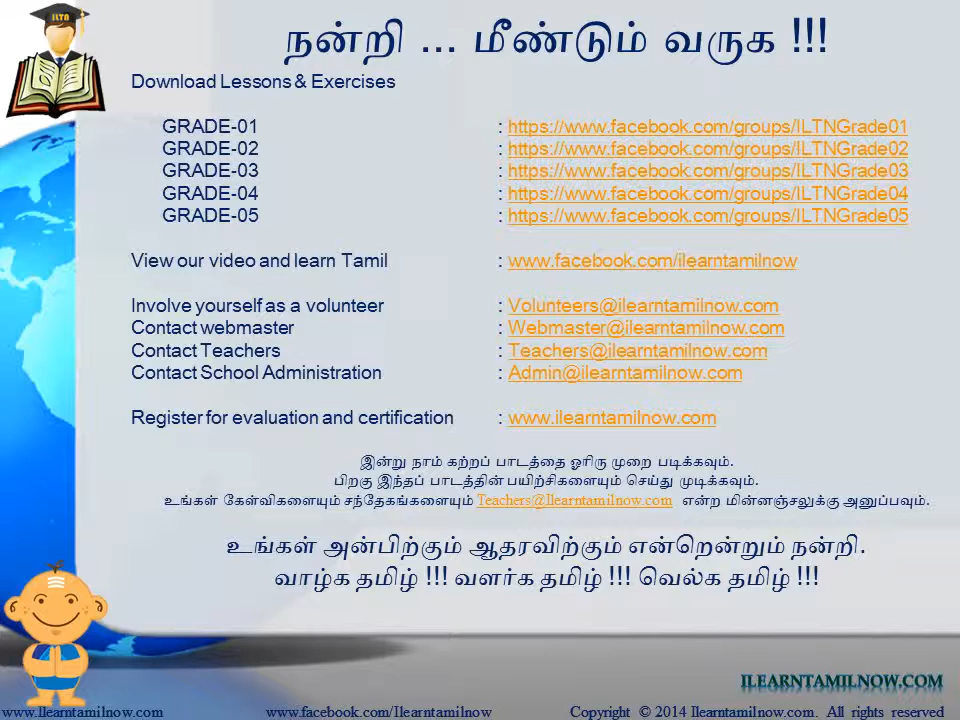 ILTN
நன்றி ... மீண்டும் வருக !!!
Download Lessons & Exercises
GRADE-01 : https://www.facebook.com/groups/ILTNGrade01
GRADE-02 : https://www.facebook.com/groups/ILTNGrade02
GRADE-03 : https://www.facebook.com/groups/ILTNGrade03
GRADE-04 : https://www.facebook.com/groups/ILTNGrade04
GRADE-05 : https://www.facebook.com/groups/ILTNGrade05
View our video and learn Tamil : www.facebook.com/ilearntamilnow
Involve yourself as a volunteer : Volunteers@ilearntamilnow.com
Contact webmaster : Webmaster@ilearntamilnow.com
Contact Teachers : Teachers@ilearntamilnow.com
Contact School Administration : Admin@ilearntamilnow.com
Register for evaluation and certification : www.ilearntamilnow.com
இன்று நாம் கற்றப் பாடத்தை ஓரிரு முறை படிக்கவும்.
பிறகு இந்தப் பாடத்தின் பயிற்சிகளையும் செய்து முடிக்கவும்.
உங்கள் கேள்விகளையும் சந்தேகங்களையும் Teachers@Ilearntamilnow.com என்ற மின்னஞ்சலுக்கு அனுப்பவும்.
உங்கள் அன்பிற்கும் ஆதரவிற்கும் என்றென்றும் நன்றி.
வாழ்க தமிழ் !!! வளர்க தமிழ் !!! வெல்க தமிழ் !!!
ILEARNTAMILNOW.COM
www.Ilearntamilnow.com www.facebook.com/Ilearntamilnow Copyright © 2014 Ilearntamilnow.com. All rights reserved